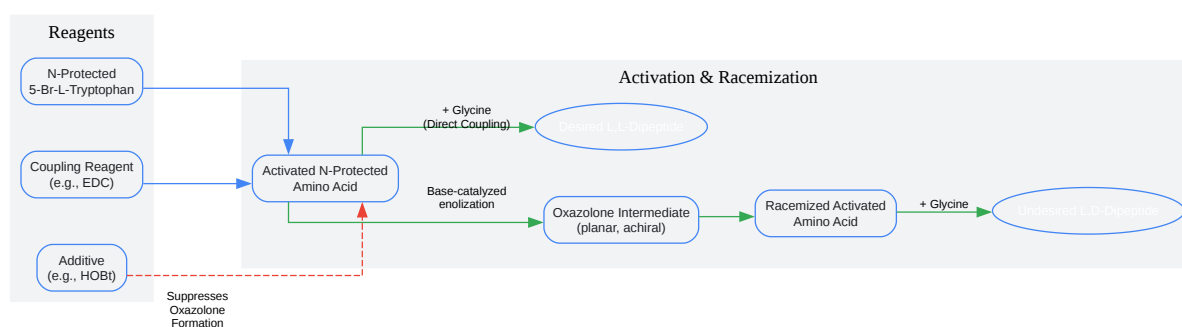 Reagents
N-Protected
5-Br-L-Tryptophan
Coupling Reagent
(e.g., EDC)
Additive
(e.g., HOBt)
Suppresses
Oxazolone
Formation
Activation & Racemization
+ Glycine
(Direct Coupling)
Desired L,L-Dipeptide
Activated N-Protected
Amino Acid
Base-catalyzed
enolization
Oxazolone Intermediate
(planar, achiral)
Racemized Activated
Amino Acid
+ Glycine
Undesired L,D-Dipeptide